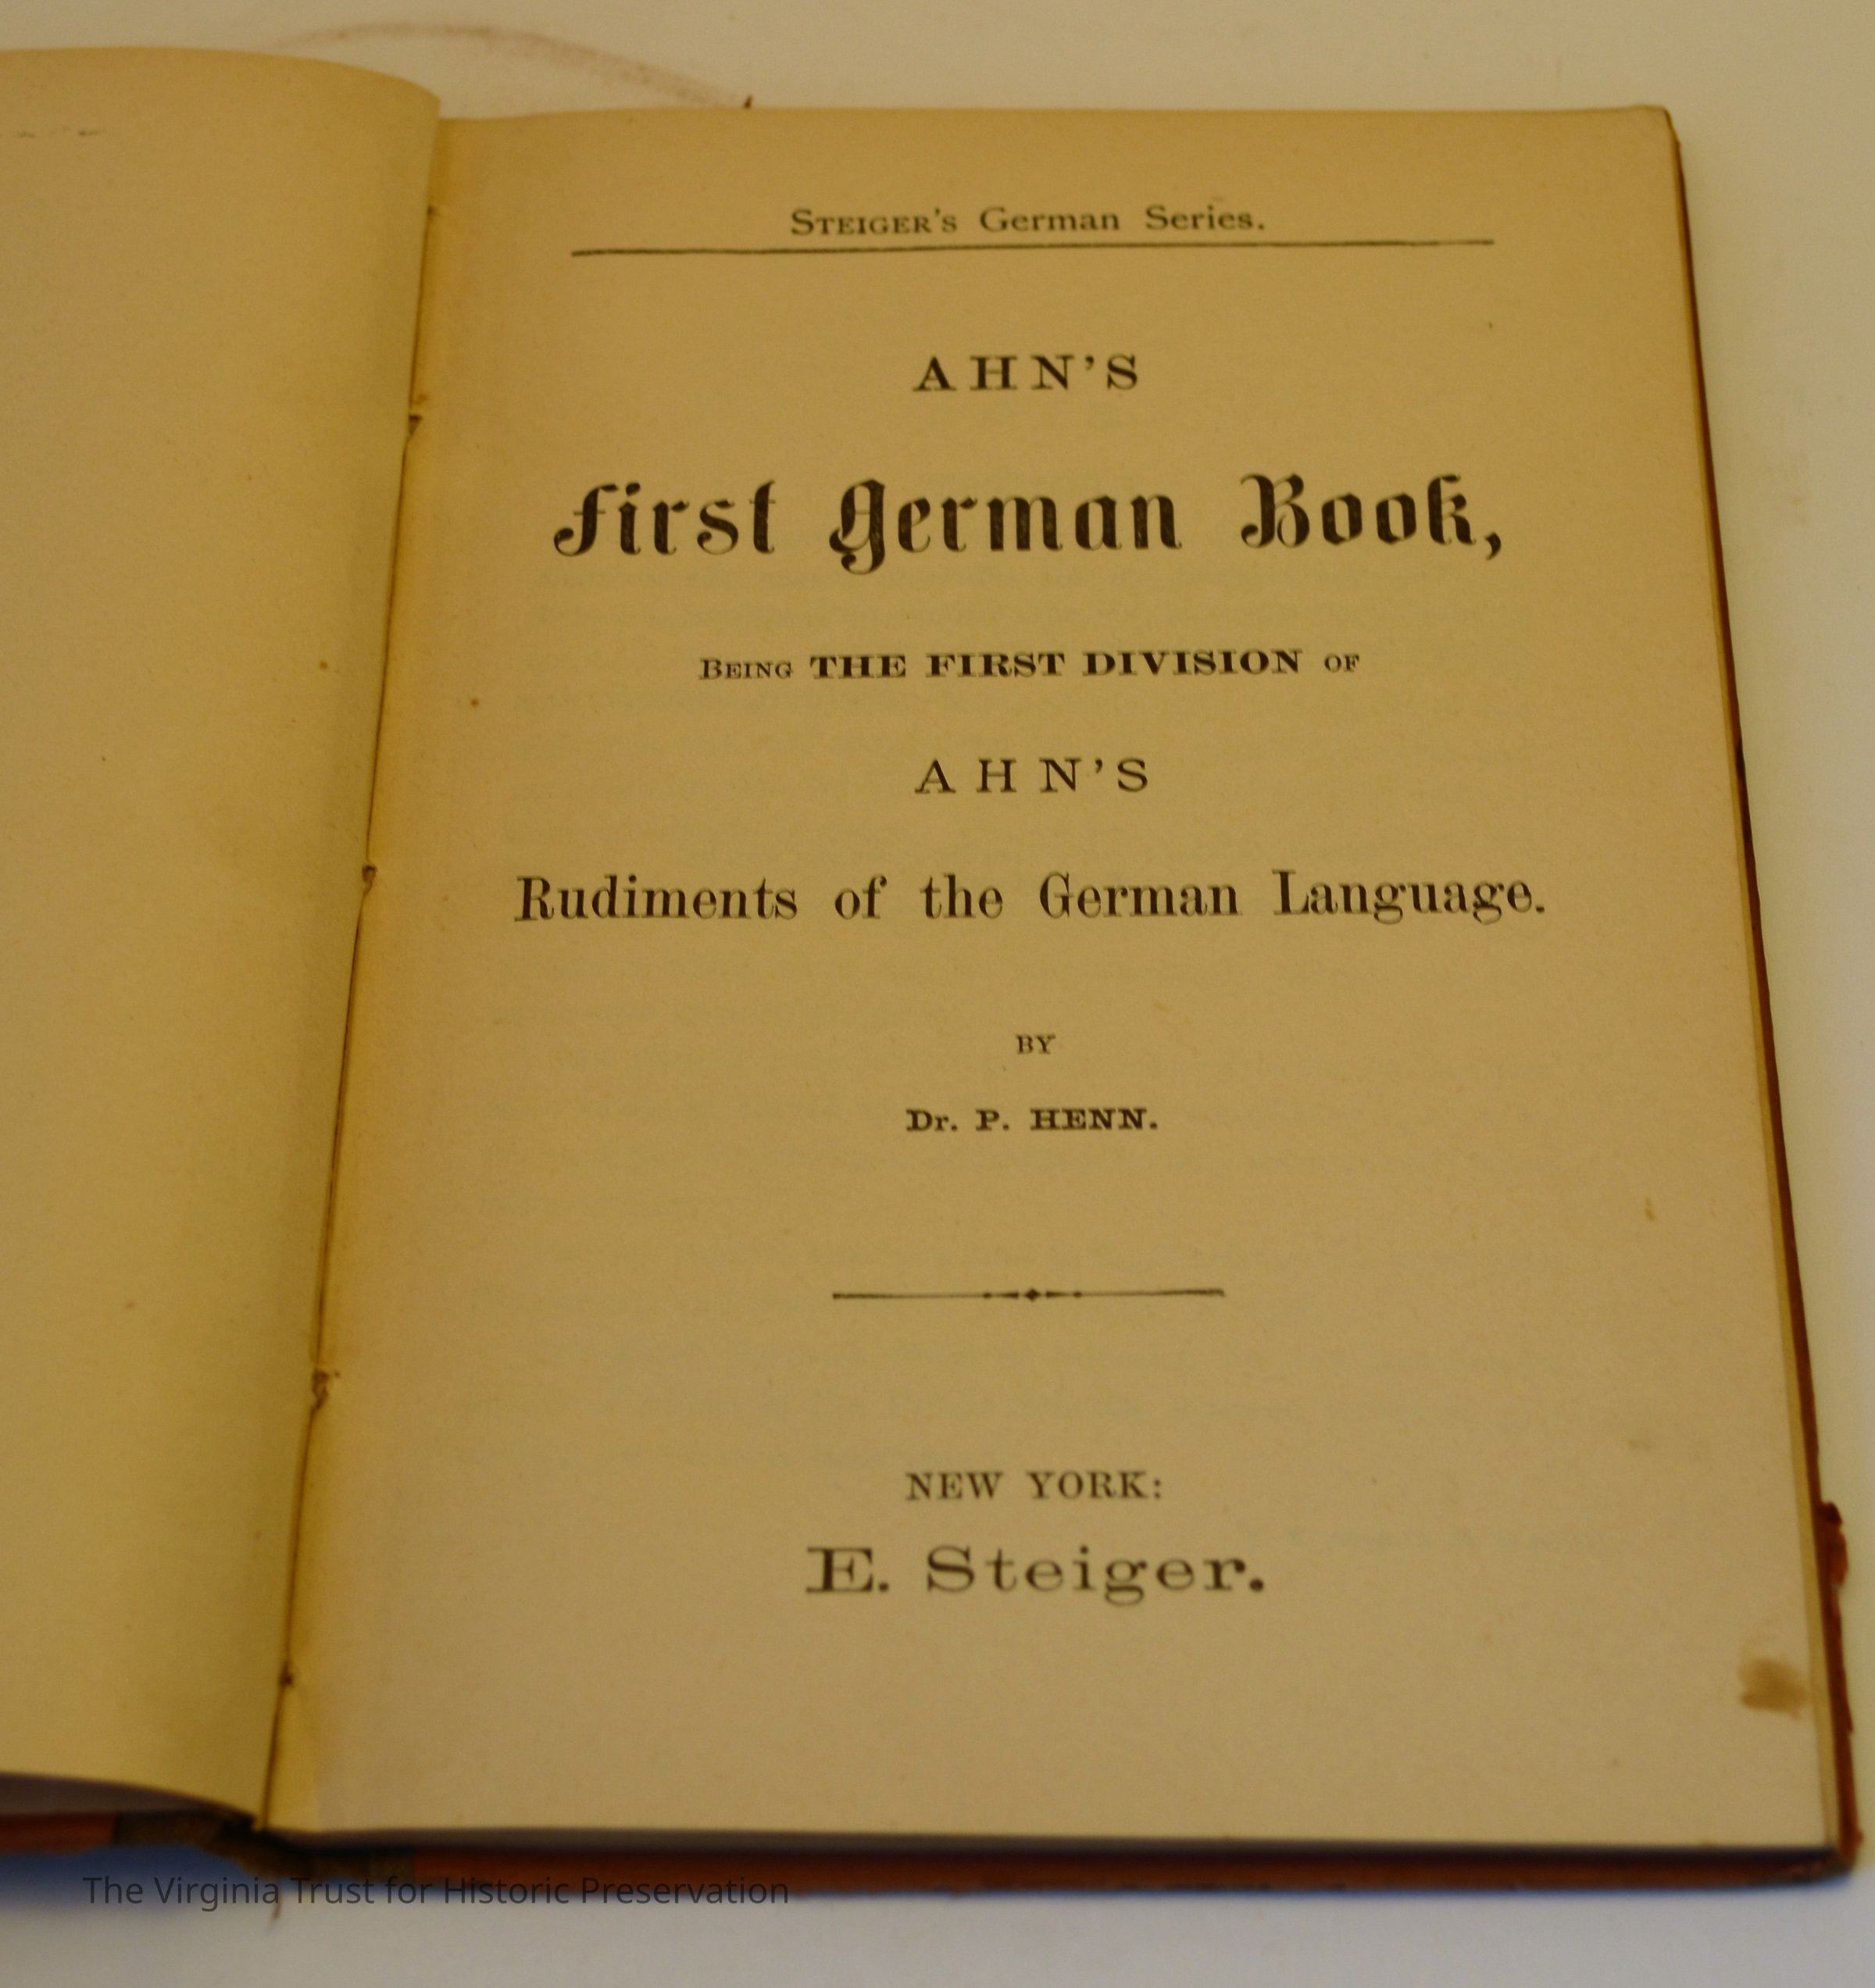 STEIGER'S German Series.
AHN'S
First German Book,
BEING THE FIRST DIVISION OF
AHN'S
Rudiments of the German Language.
BY
Dr. P. HENN.
NEW YORK:
E. Steiger.
The Virginia Trust for Historic Preservation